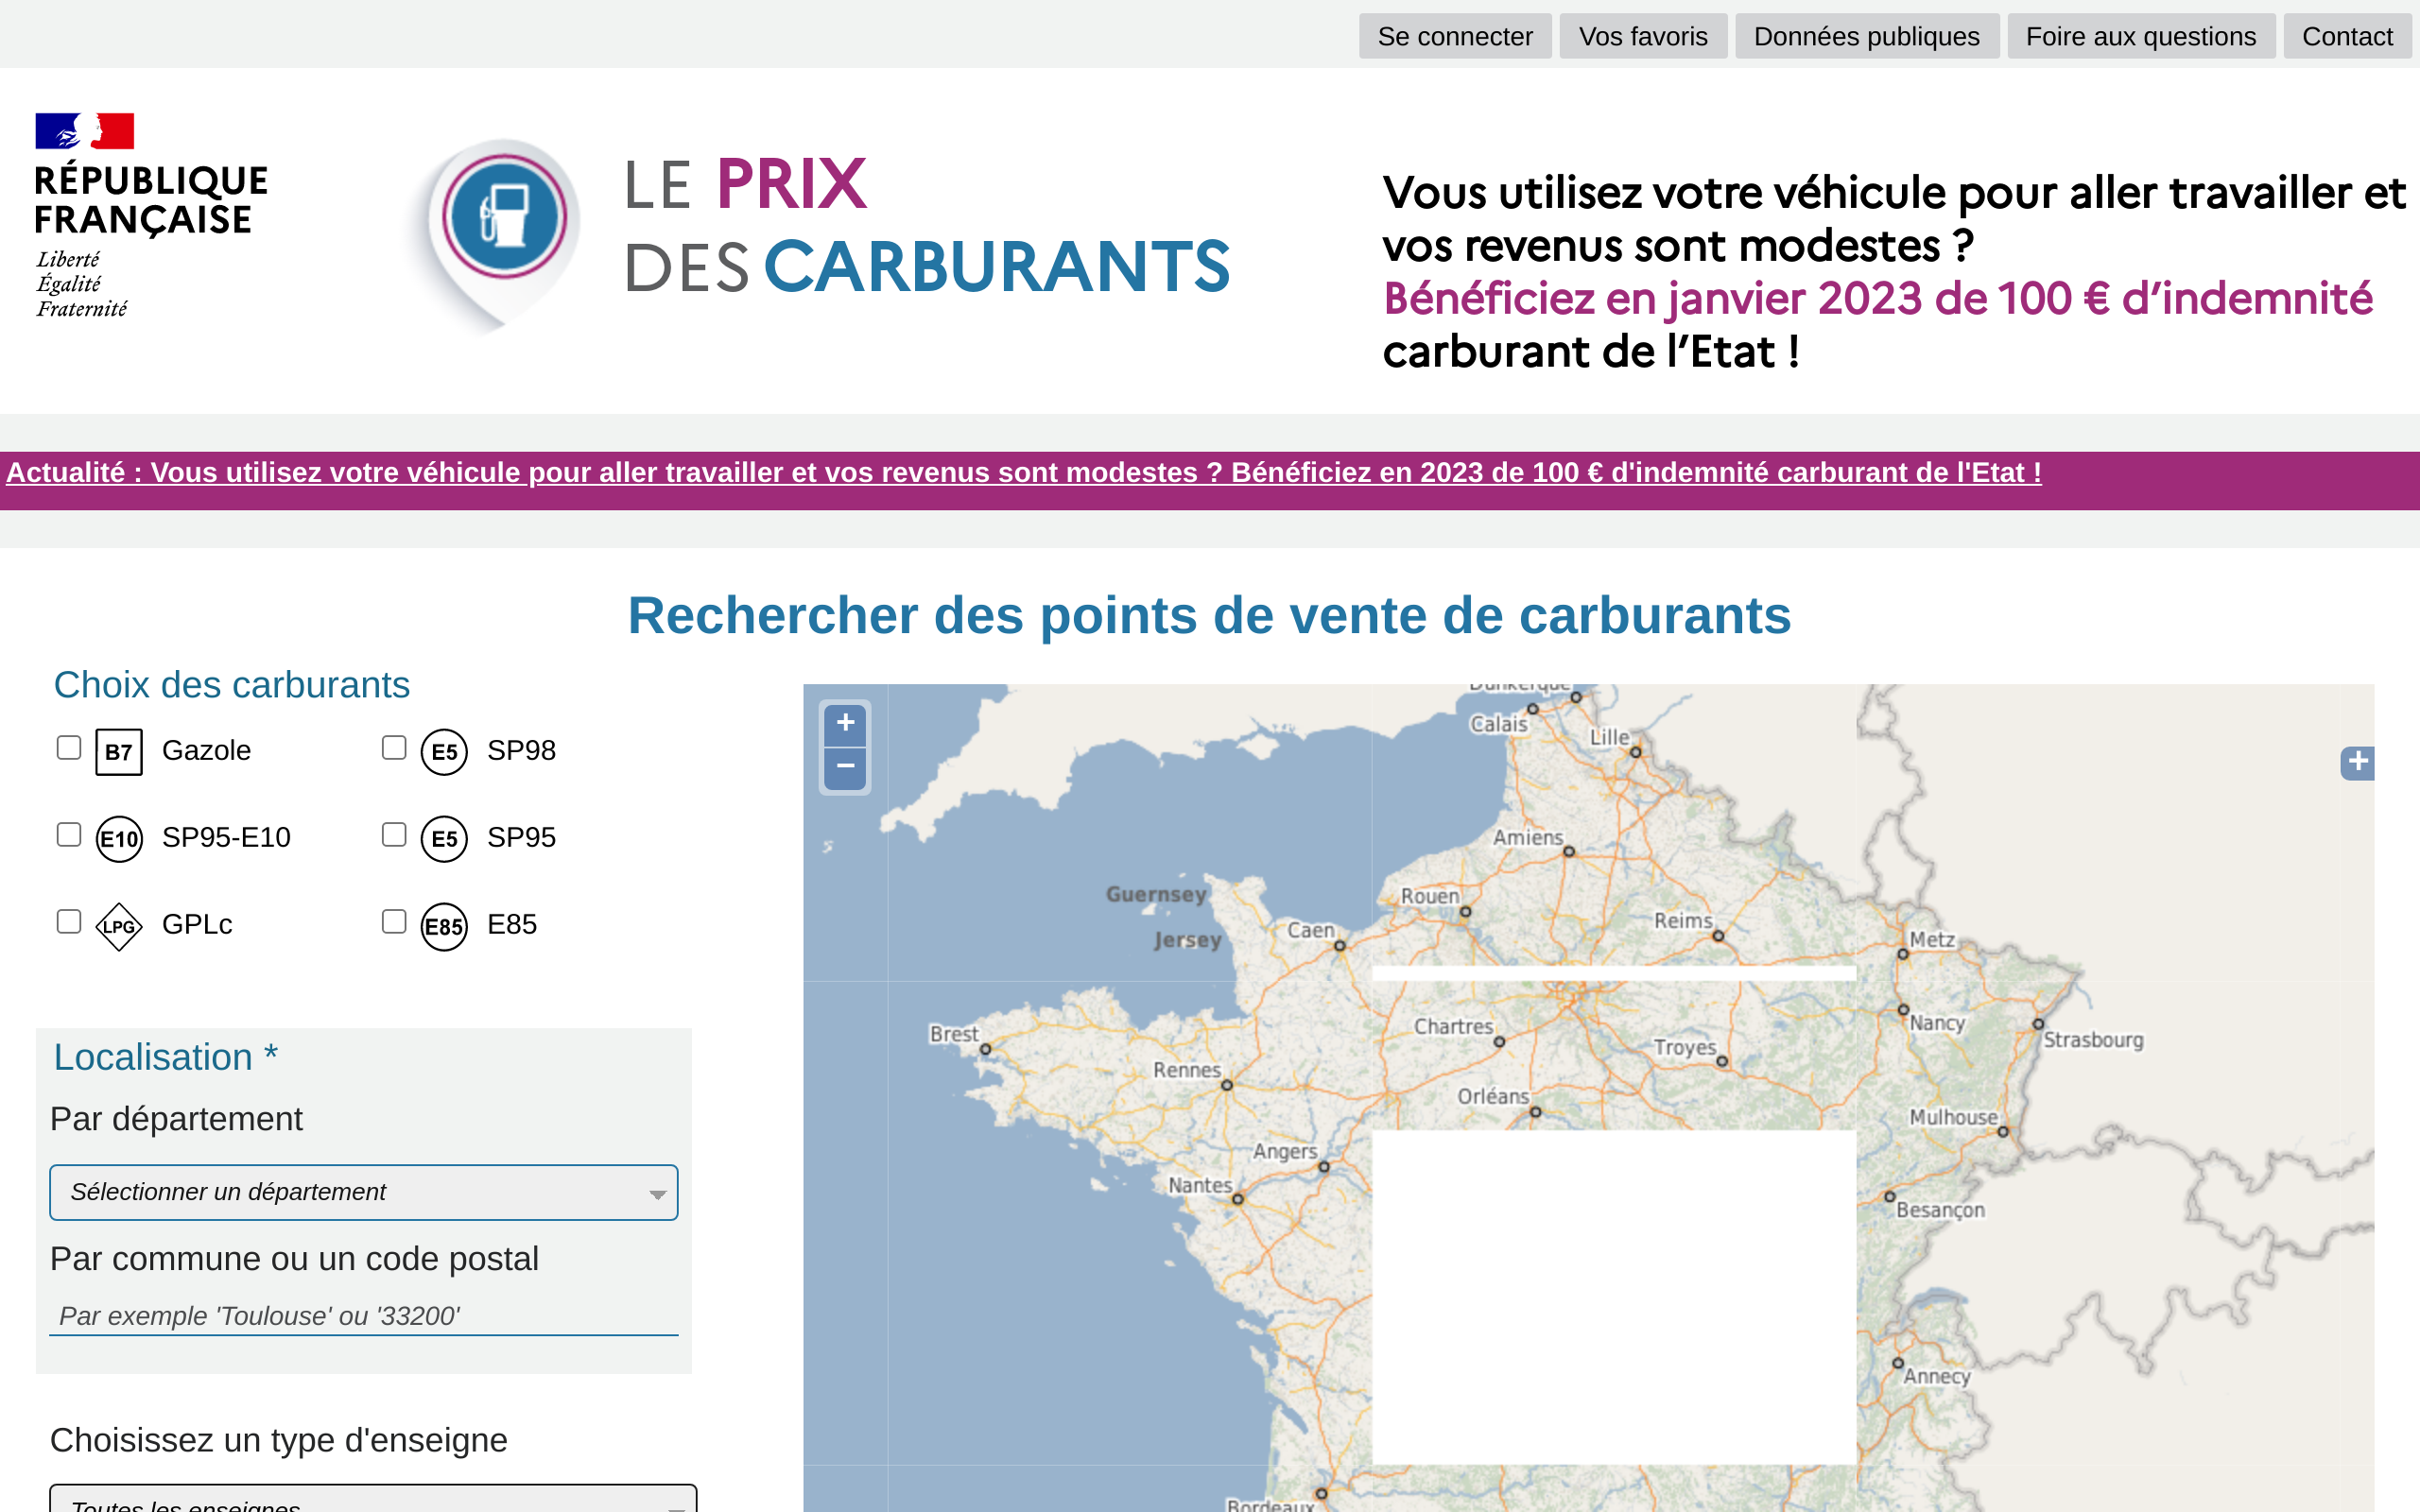 Se connecter
Vos favoris
Données publiques
Foire aux questions
Contact
RÉPUBLIQUE
FRANÇAISE
Liberté
Égalité
Fraternité
LE PRIX
DES CARBURANTS
Vous utilisez votre véhicule pour aller travailler et
vos revenus sont modestes ?
Bénéficiez en janvier 2023 de 100 € d’indemnité
carburant de l’Etat !
Actualité : Vous utilisez votre véhicule pour aller travailler et vos revenus sont modestes ? Bénéficiez en 2023 de 100 € d'indemnité carburant de l'Etat !
Rechercher des points de vente de carburants
Choix des carburants
B7 Gazole
E5 SP98
E10 SP95-E10
E5 SP95
LPG GPLc
E85 E85
Localisation *
Par département
Sélectionner un département
Par commune ou un code postal
Par exemple 'Toulouse' ou '33200'
Choisissez un type d'enseigne
Toutes les enseignes
+
−
+
Dunkerque
Calais
Lille
Amiens
Guernsey
Rouen
Reims
Jersey
Caen
Metz
Brest
Chartres
Nancy
Strasbourg
Rennes
Troyes
Orléans
Mulhouse
Angers
Nantes
Besançon
Annecy
Bordeaux